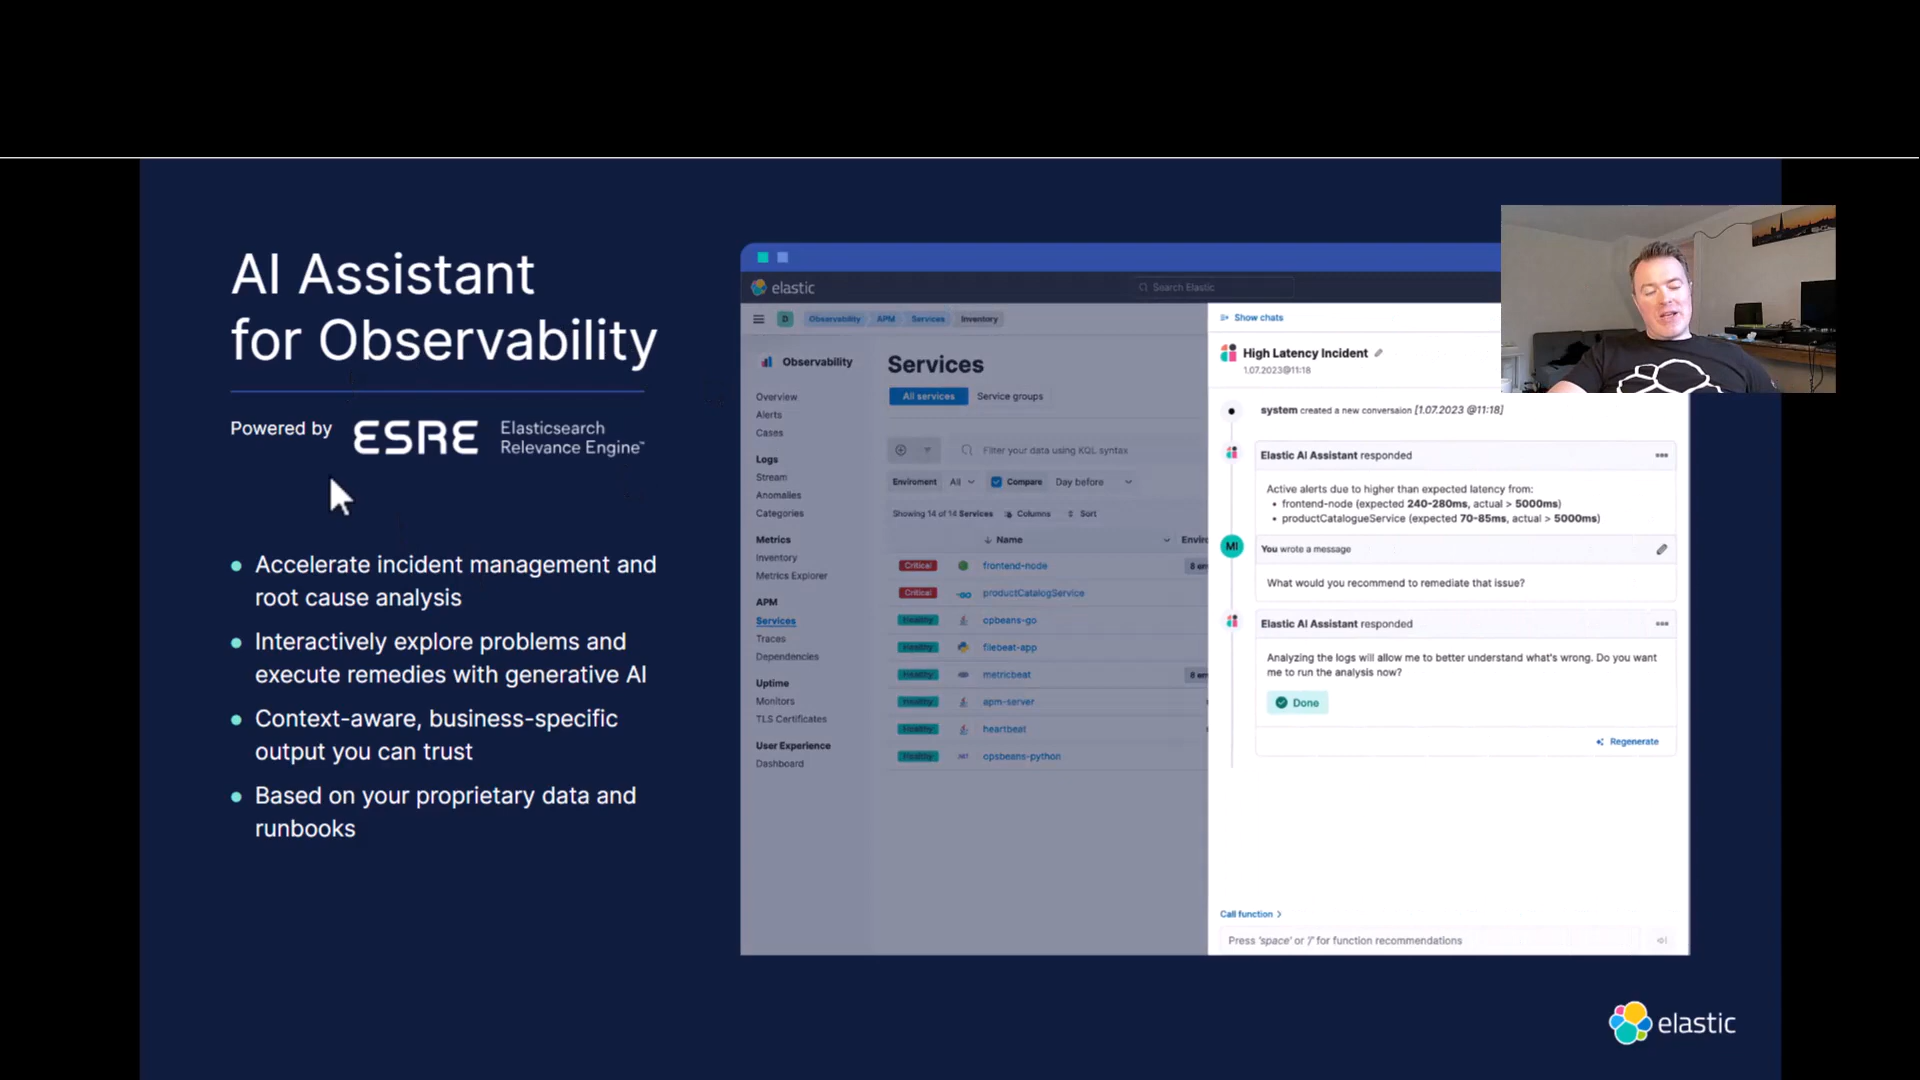 AI Assistant
for Observability
Powered by ESRE Elasticsearch
Relevance Engine™
Accelerate incident management and
root cause analysis
Interactively explore problems and
execute remedies with generative AI
Context-aware, business-specific
output you can trust
Based on your proprietary data and
runbooks
elastic
Search Elastic
D Observability APM Services Inventory
Observability
Overview
Alerts
Cases
Logs
Stream
Anomalies
Categories
Metrics
Inventory
Metrics Explorer
APM
Services
Traces
Dependencies
Uptime
Monitors
TLS Certificates
User Experience
Dashboard
Services
All services Service groups
Filter your data using KQL syntax
Enviroment All Compare Day before
Showing 14 of 14 Services Columns Sort
Name
Critical frontend-node
Critical productCatalogService
Healthy opbeans-go
Healthy filebeat-app
Healthy metricbeat
Healthy apm-server
Healthy heartbeat
Healthy opsbeans-python
Show chats
High Latency Incident
1.07.2023@11:18
system created a new conversaion [1.07.2023 @11:18]
Elastic AI Assistant responded
Active alerts due to higher than expected latency from:
• frontend-node (expected 240-280ms, actual > 5000ms)
• productCatalogueService (expected 70-85ms, actual > 5000ms)
MI You wrote a message
What would you recommend to remediate that issue?
Elastic AI Assistant responded
Analyzing the logs will allow me to better understand what's wrong. Do you want
me to run the analysis now?
Done
Regenerate
Call function
Press 'space' or '/' for function recommendations
elastic